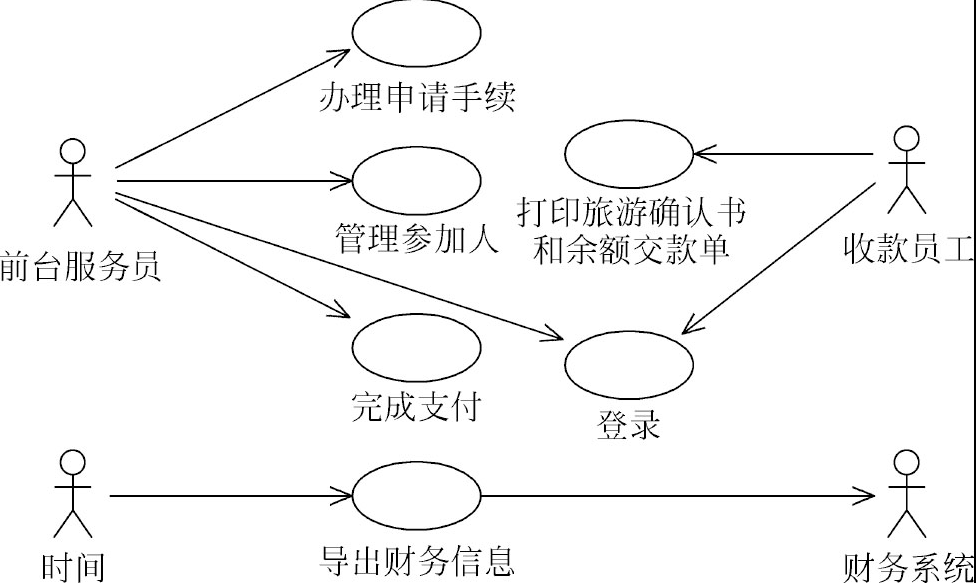 办理申请手续
管理参加人
打印旅游确认书
和余额交款单
前台服务员
收款员工
完成支付
登录
时间
导出财务信息
财务系统